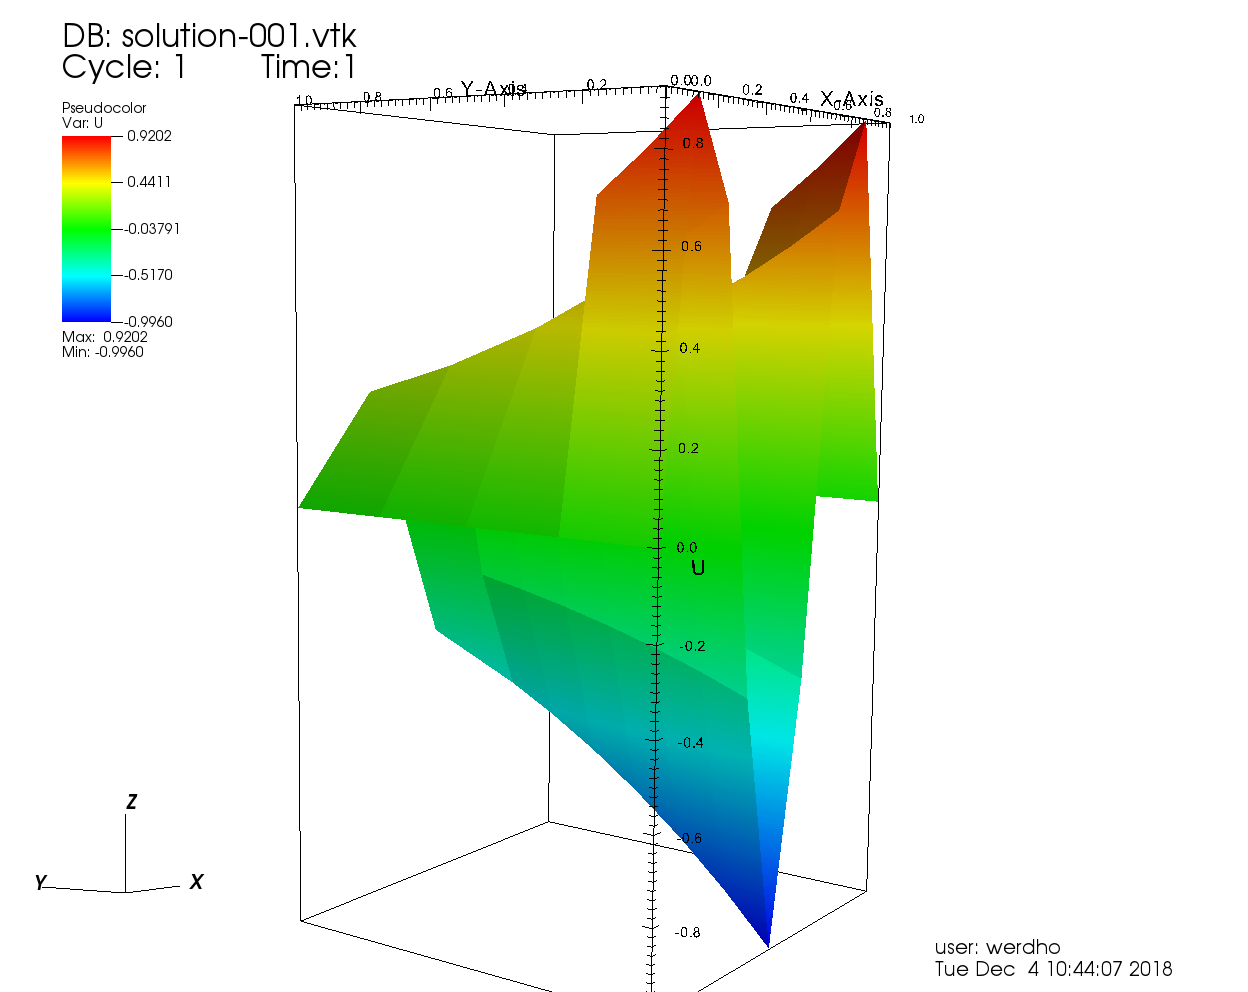 DB: solution-001.vtk
Cycle: 1 Time:1
Pseudocolor
Var: U
0.9202
0.4411
-0.03791
-0.5170
-0.9960
Max: 0.9202
Min: -0.9960
1.0 0.8 0.6 Y-Axis 0.4 0.2 0.0
0.0 0.2 0.4 X-Axis 0.6 0.8 1.0
0.8
0.6
0.4
0.2
0.0
U
-0.2
-0.4
-0.6
-0.8
Z
Y
X
user: werdho
Tue Dec 4 10:44:07 2018